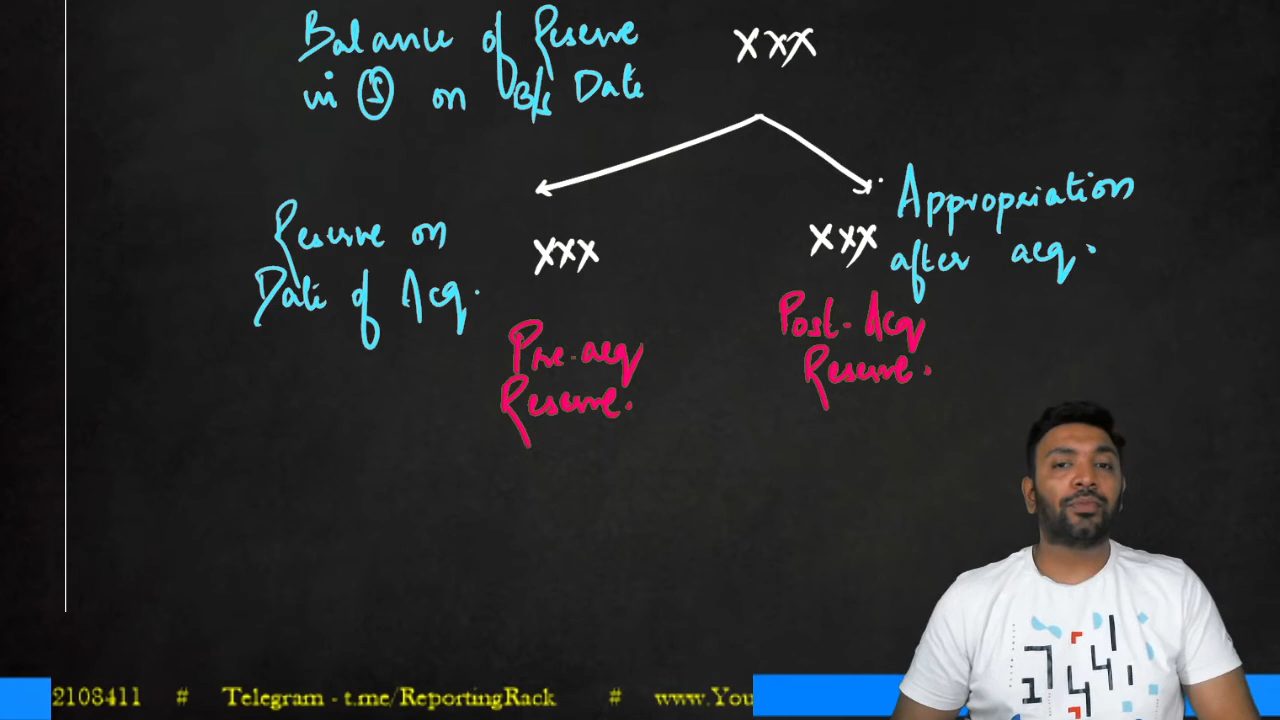 Balance of Reserve XXX
in Ⓢ on B/s Date
Reserve on
Date of Acq.
XXX
XXX
Appropriation
after acq.
Pre-acq
Reserve.
Post-Acq
Reserve.
2108411 # Telegram - t.me/ReportingRack # www.You